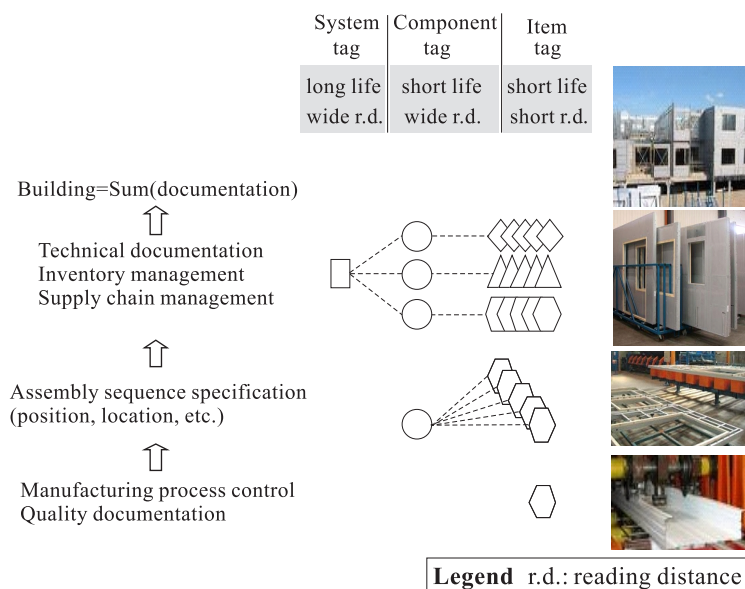 System tag
Component tag
Item tag
long life
wide r.d.
short life
wide r.d.
short life
short r.d.
Building=Sum(documentation)
Technical documentation
Inventory management
Supply chain management
Assembly sequence specification
(position, location, etc.)
Manufacturing process control
Quality documentation
Legend r.d.: reading distance